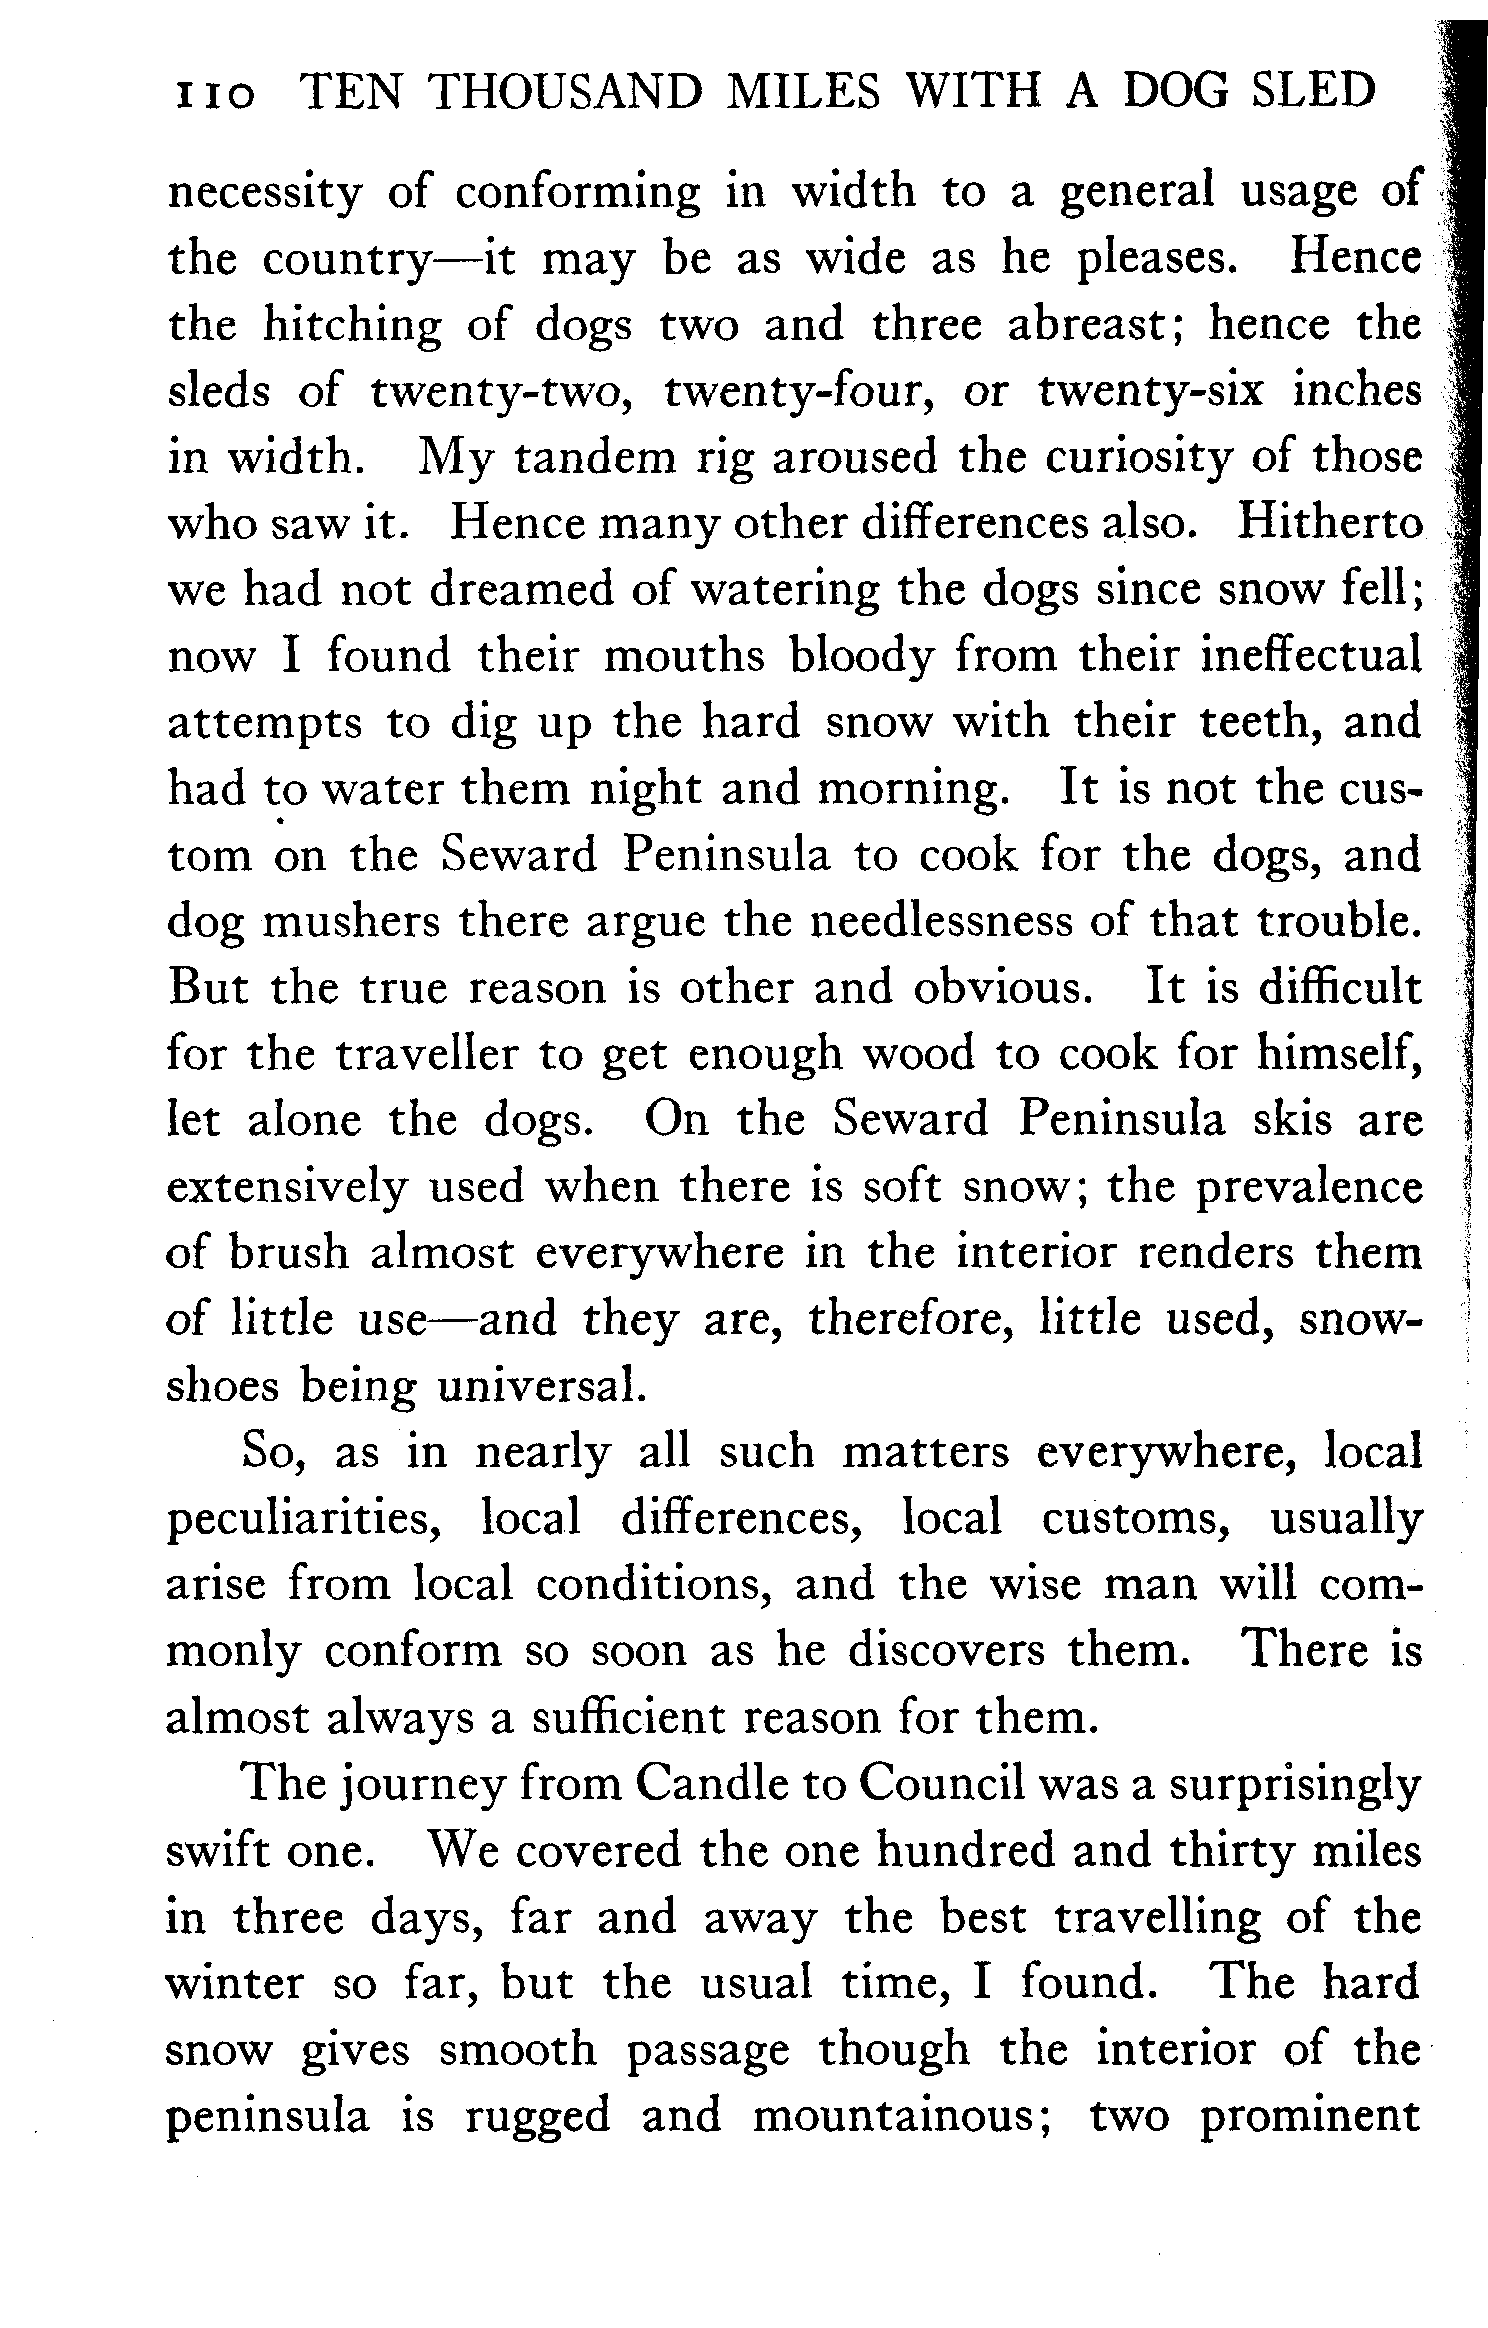 110 TEN THOUSAND MILES WITH A DOG SLED
necessity of conforming in width to a general usage of
the country—it may be as wide as he pleases. Hence
the hitching of dogs two and three abreast; hence the
sleds of twenty-two, twenty-four, or twenty-six inches
in width. My tandem rig aroused the curiosity of those
who saw it. Hence many other differences also. Hitherto
we had not dreamed of watering the dogs since snow fell;
now I found their mouths bloody from their ineffectual
attempts to dig up the hard snow with their teeth, and
had to water them night and morning. It is not the cus-
tom on the Seward Peninsula to cook for the dogs, and
dog mushers there argue the needlessness of that trouble.
But the true reason is other and obvious. It is difficult
for the traveller to get enough wood to cook for himself,
let alone the dogs. On the Seward Peninsula skis are
extensively used when there is soft snow; the prevalence
of brush almost everywhere in the interior renders them
of little use—and they are, therefore, little used, snow-
shoes being universal.
So, as in nearly all such matters everywhere, local
peculiarities, local differences, local customs, usually
arise from local conditions, and the wise man will com-
monly conform so soon as he discovers them. There is
almost always a sufficient reason for them.
The journey from Candle to Council was a surprisingly
swift one. We covered the one hundred and thirty miles
in three days, far and away the best travelling of the
winter so far, but the usual time, I found. The hard
snow gives smooth passage though the interior of the
peninsula is rugged and mountainous; two prominent